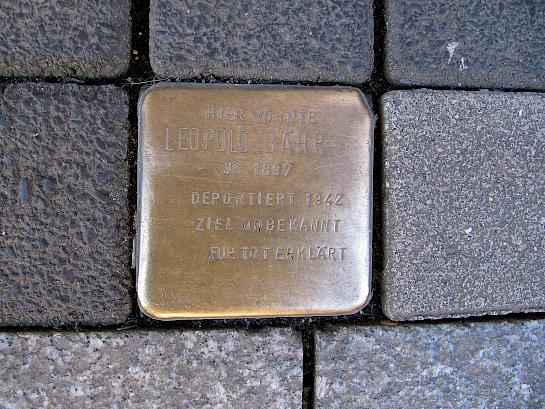 HIER WOHNTE
LEOPOLD BÄHR
JG. 1897
DEPORTIERT 1942
ZIEL UNBEKANNT
FÜR TOT ERKLÄRT